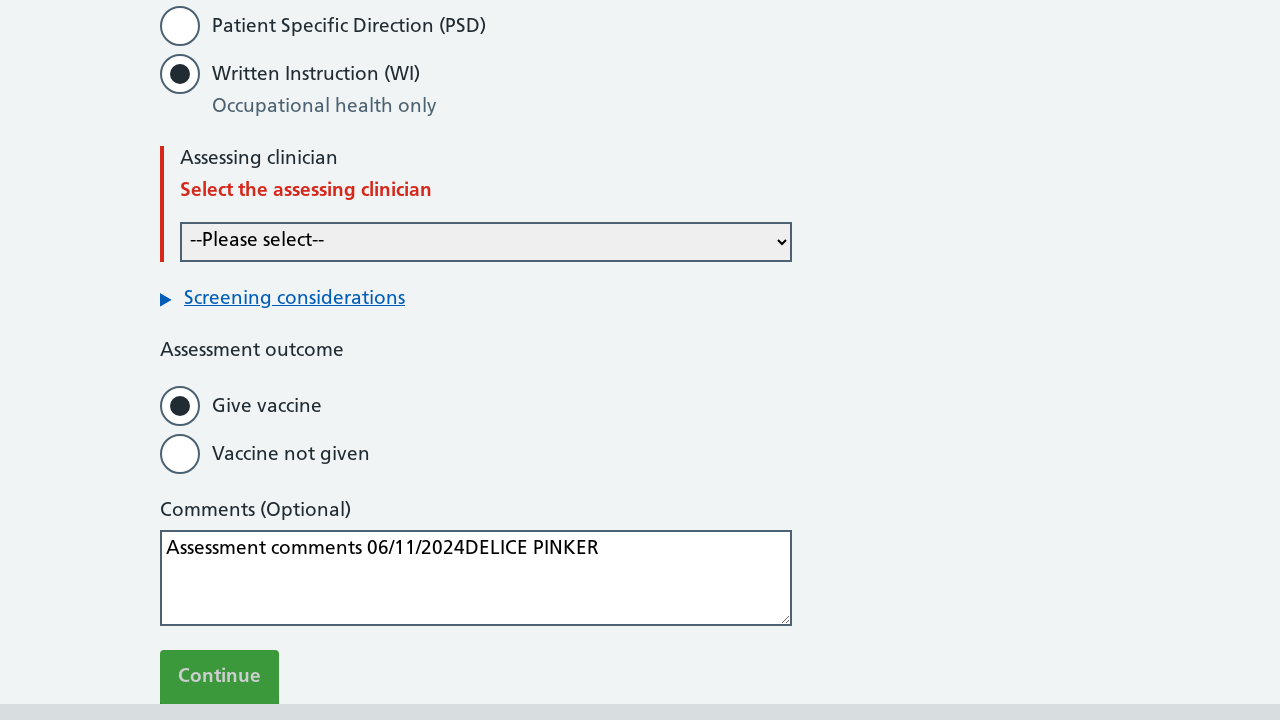 Patient Specific Direction (PSD)
Written Instruction (WI)
Occupational health only
Assessing clinician
Select the assessing clinician
--Please select--
Screening considerations
Assessment outcome
Give vaccine
Vaccine not given
Comments (Optional)
Assessment comments 06/11/2024DELICE PINKER
Continue